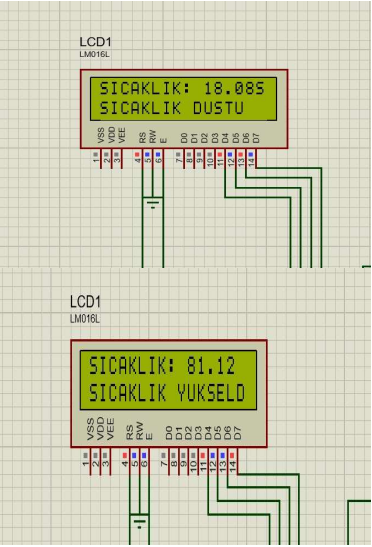 LCD1
LM016L
SICAKLIK: 18.085
SICAKLIK DUSTU
VSS
VDD
VEE
RS
RW
E
D0
D1
D2
D3
D4
D5
D6
D7
1
2
3
4
5
6
7
8
9
10
11
12
13
14
LCD1
LM016L
SICAKLIK: 81.12
SICAKLIK YUKSELD
VSS
VDD
VEE
RS
RW
E
D0
D1
D2
D3
D4
D5
D6
D7
1
2
3
4
5
6
7
8
9
10
11
12
13
14